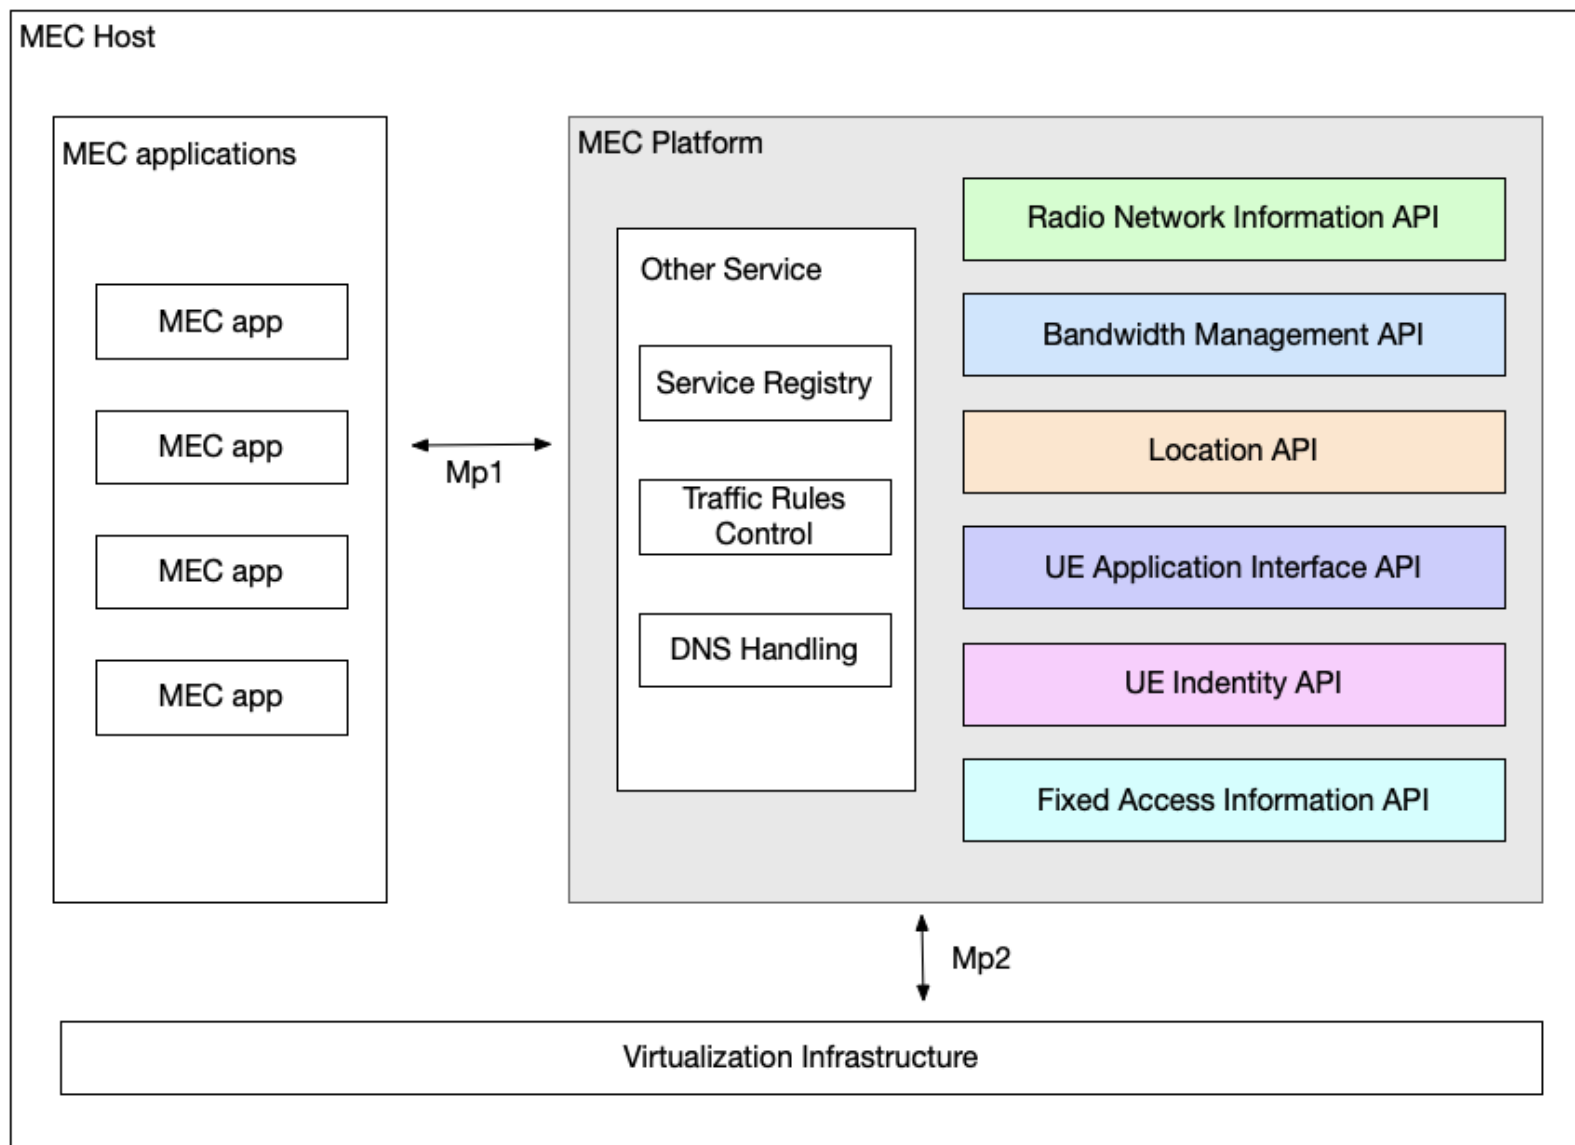 MEC Host
MEC applications
MEC app
MEC app
MEC app
MEC app
Mp1
MEC Platform
Other Service
Service Registry
Traffic Rules
Control
DNS Handling
Radio Network Information API
Bandwidth Management API
Location API
UE Application Interface API
UE Indentity API
Fixed Access Information API
Mp2
Virtualization Infrastructure